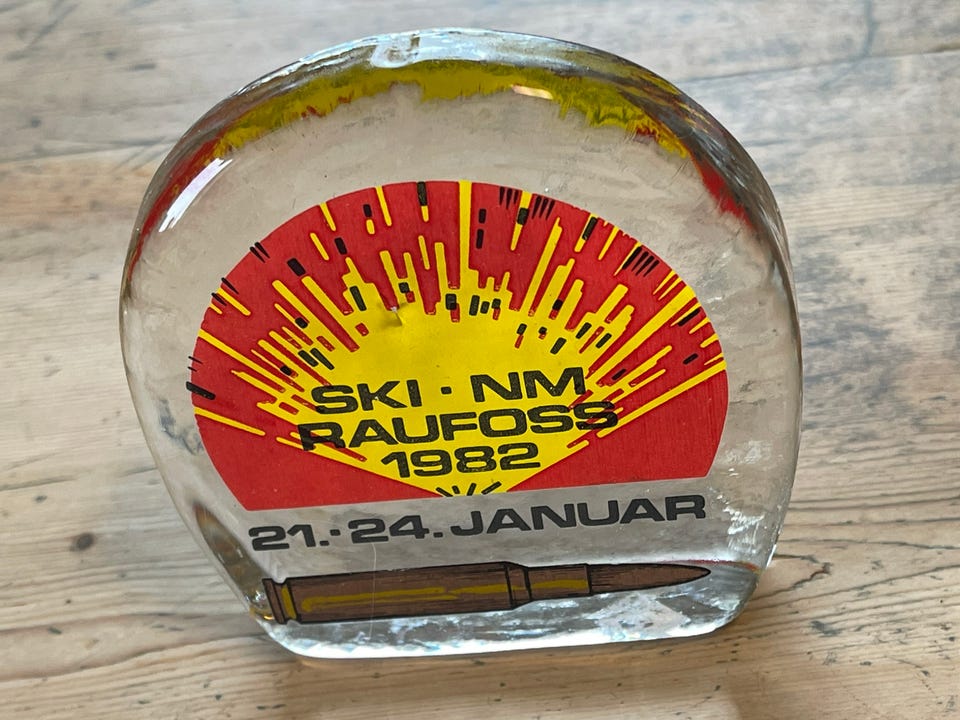 SKI · NM
RAUFOSS
1982
21.-24. JANUAR